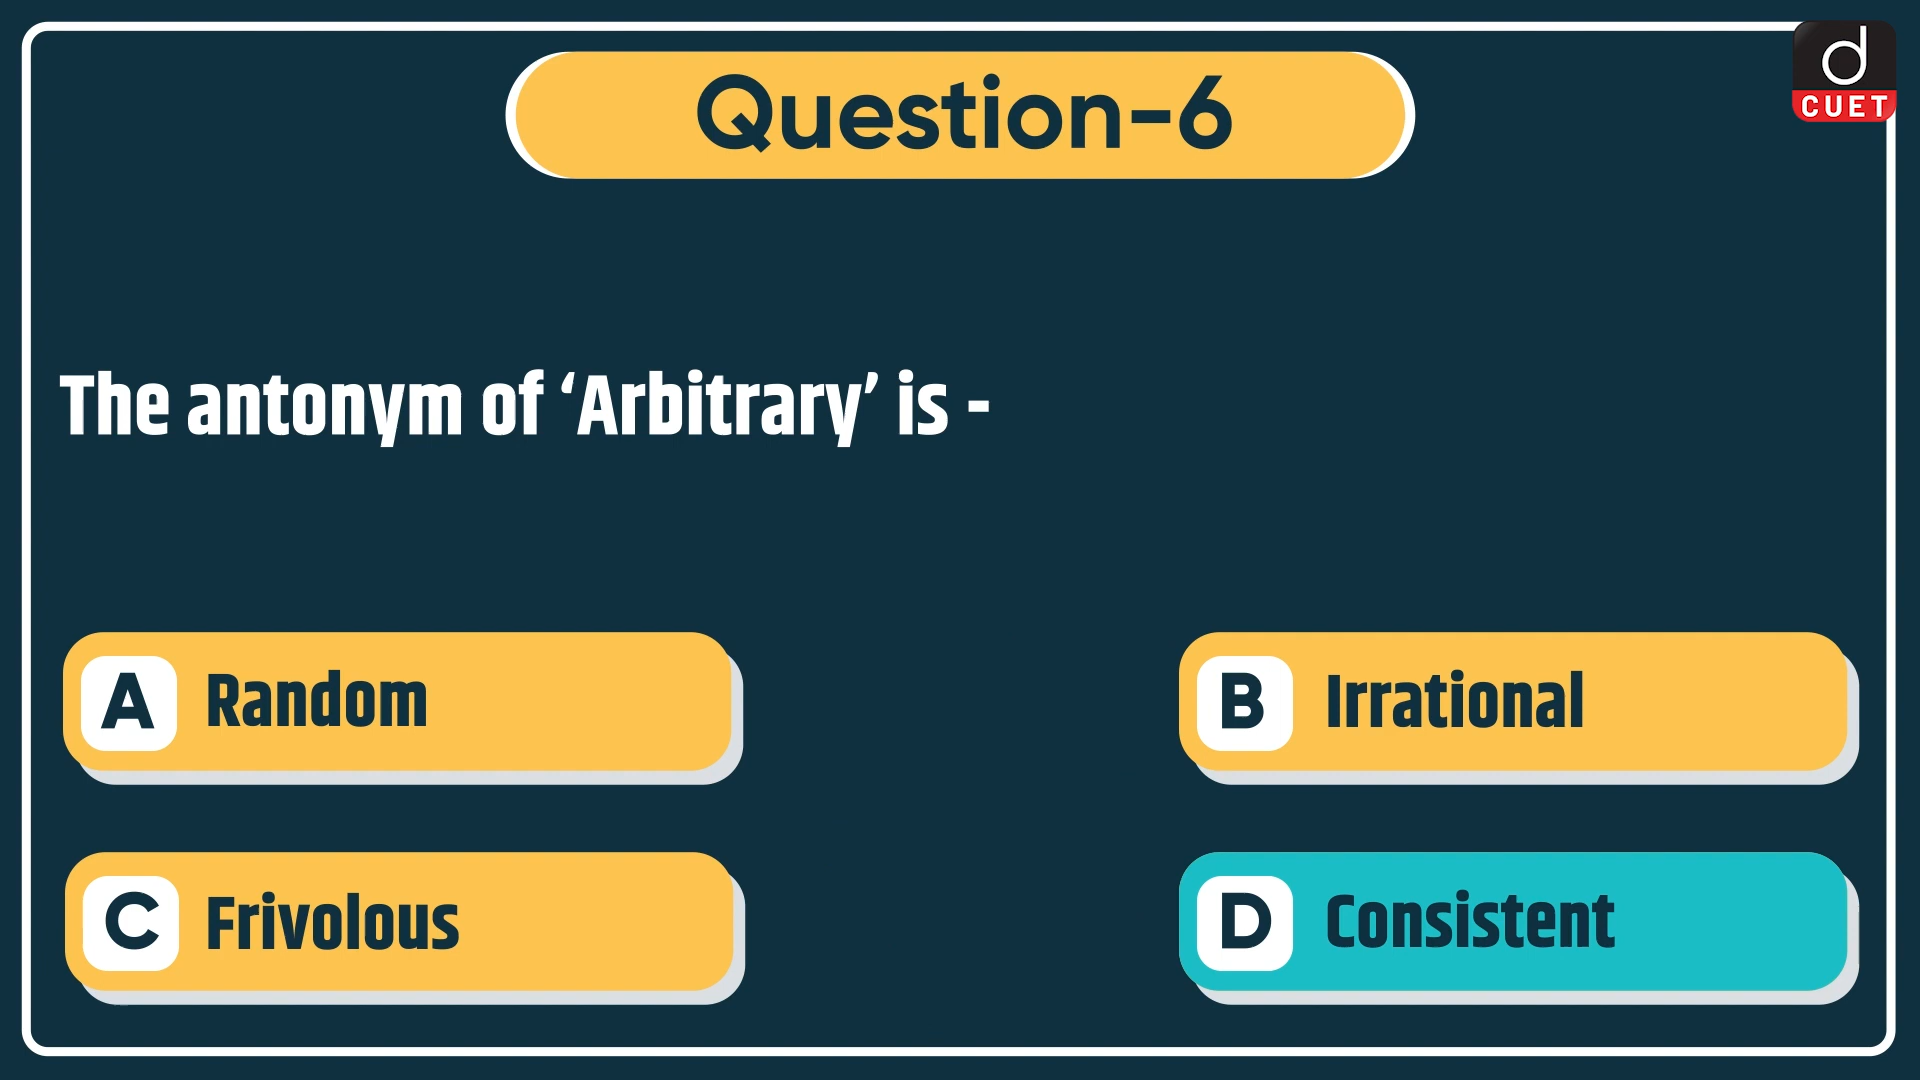 d
CUET
Question-6
The antonym of ‘Arbitrary’ is -
A Random
B Irrational
C Frivolous
D Consistent